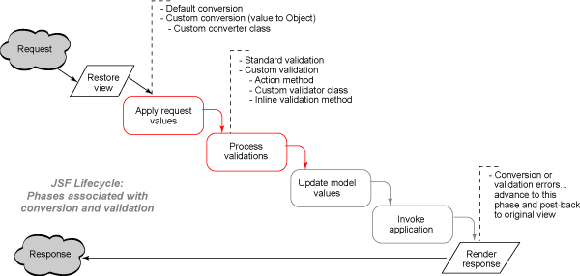 - Default conversion
- Custom conversion (value to Object)
- Custom converter class
Request
- Standard validation
- Custom validation
- Action method
- Custom validator class
- Inline validation method
Restore
view
Apply request
values
Process
validations
JSF Lifecycle:
Phases associated with
conversion and validation
Update model
values
- Conversion or
valdation errors...
advance to this
phase and post-back
to original view
Invoke
application
Response
Render
response